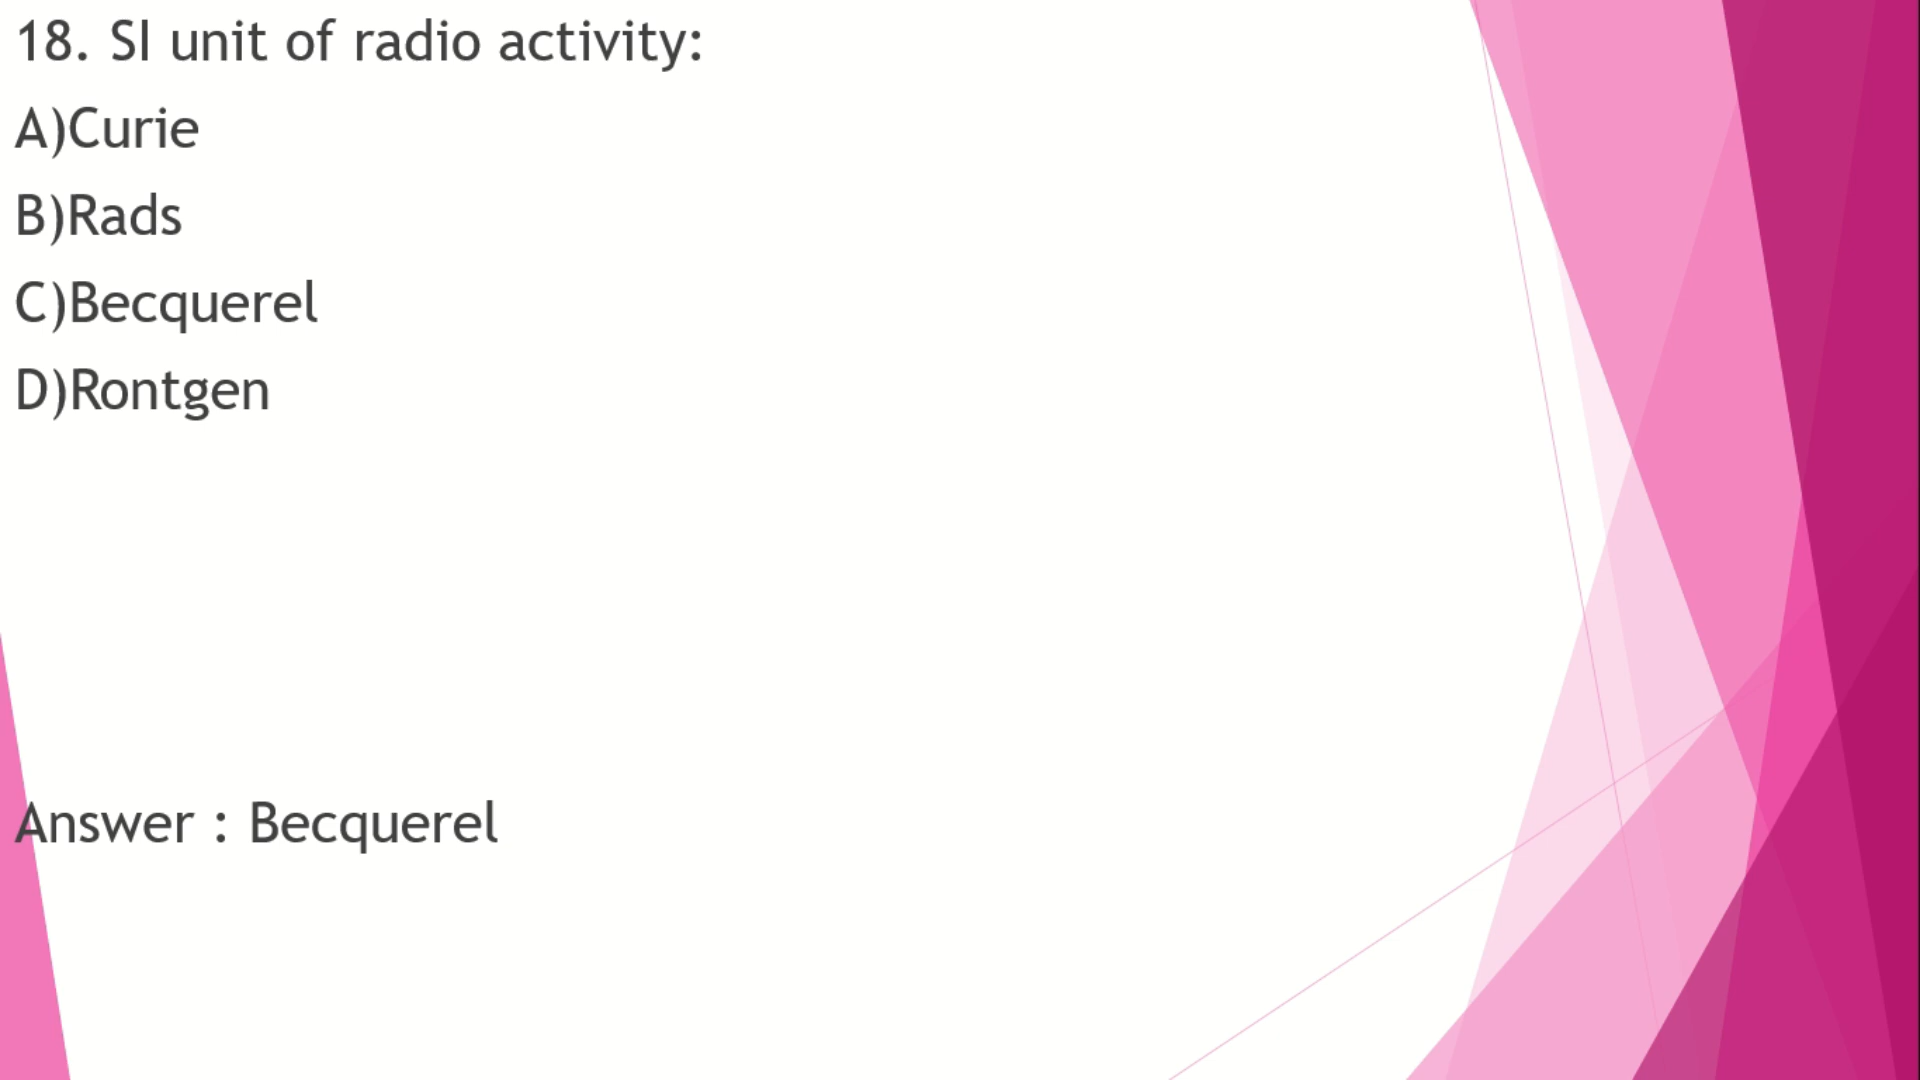 18. SI unit of radio activity:
A)Curie
B)Rads
C)Becquerel
D)Rontgen
Answer : Becquerel